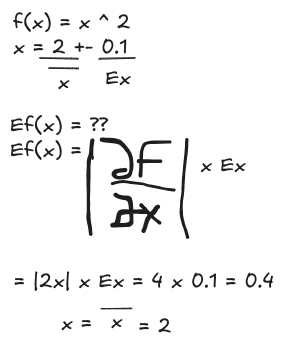 f(x) = x ^ 2
x = 2 +- 0.1
x Ex
Ef(x) = ??
Ef(x) = |∂F/∂x| x Ex
= |2x| x Ex = 4 x 0.1 = 0.4
x = x̅ = 2